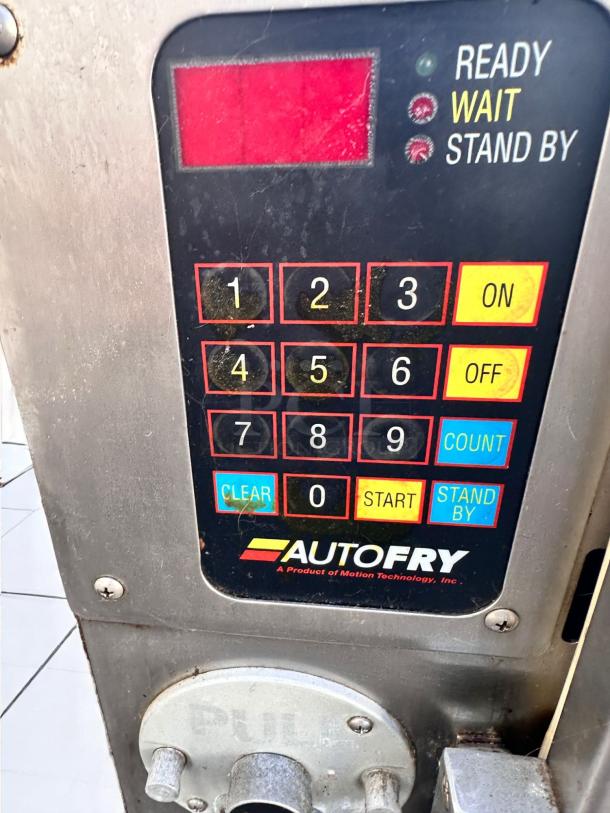 READY
WAIT
STAND BY
1 2 3 ON
4 5 6 OFF
7 8 9 COUNT
CLEAR 0 START STAND BY
AUTOFRY
A Product of Motion Technology, Inc.
PULL